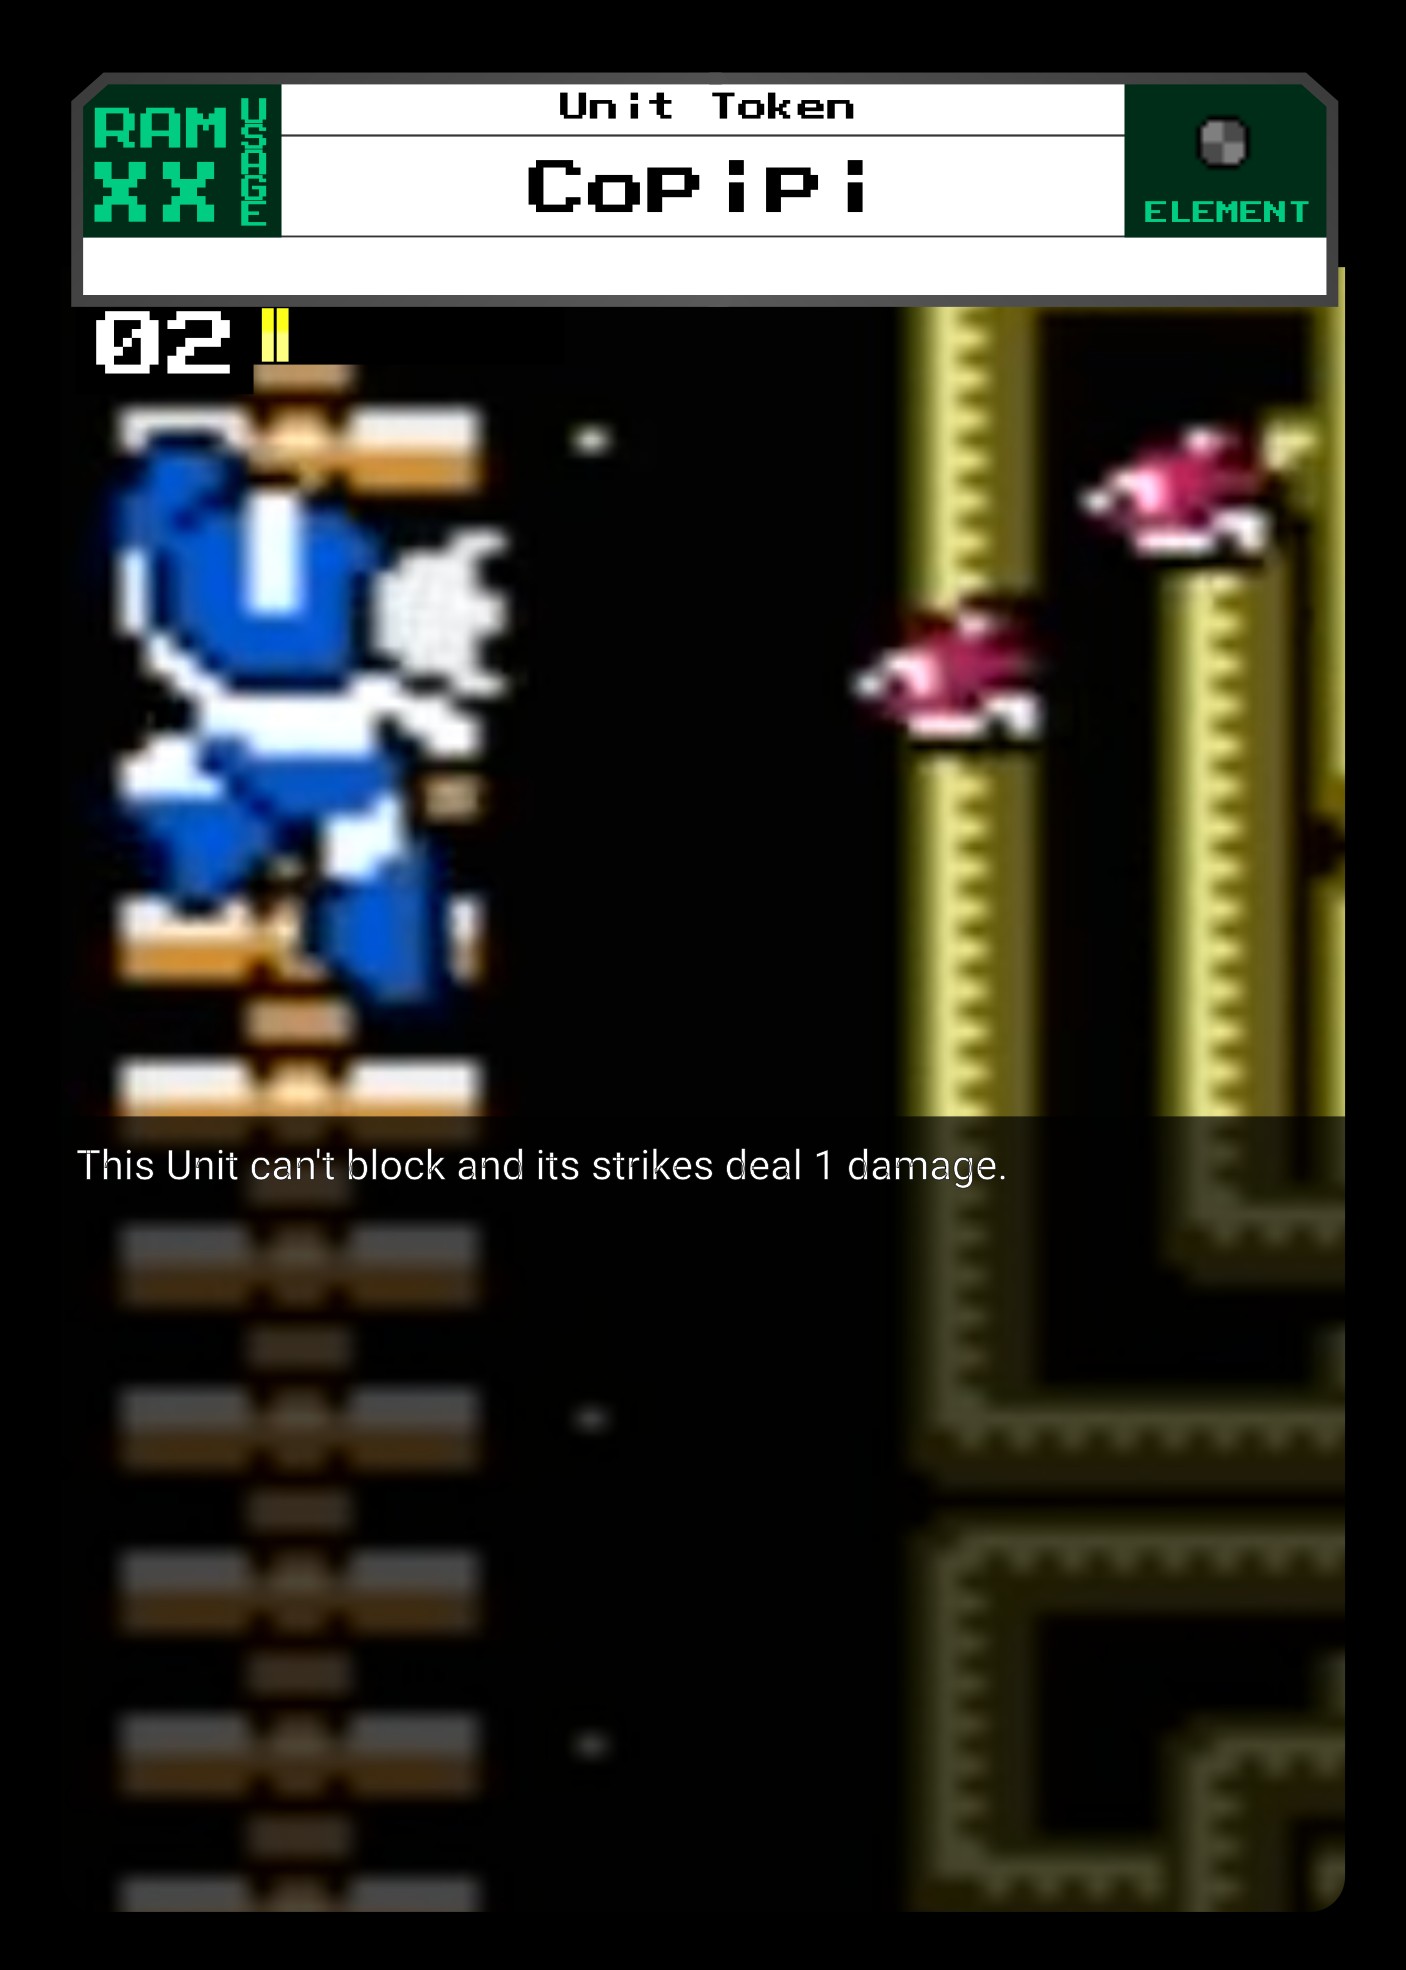 RAM
XX
USAGE
Unit Token
Copipi
ELEMENT
02
This Unit can't block and its strikes deal 1 damage.